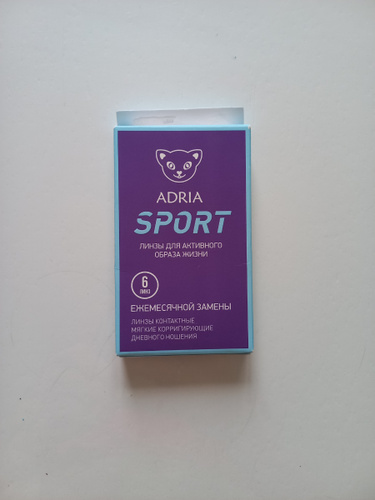 ADRIA
SPORT
ЛИНЗЫ ДЛЯ АКТИВНОГО
ОБРАЗА ЖИЗНИ
6
ЛИНЗ
ЕЖЕМЕСЯЧНОЙ ЗАМЕНЫ
ЛИНЗЫ КОНТАКТНЫЕ
МЯГКИЕ КОРРИГИРУЮЩИЕ
ДНЕВНОГО НОШЕНИЯ